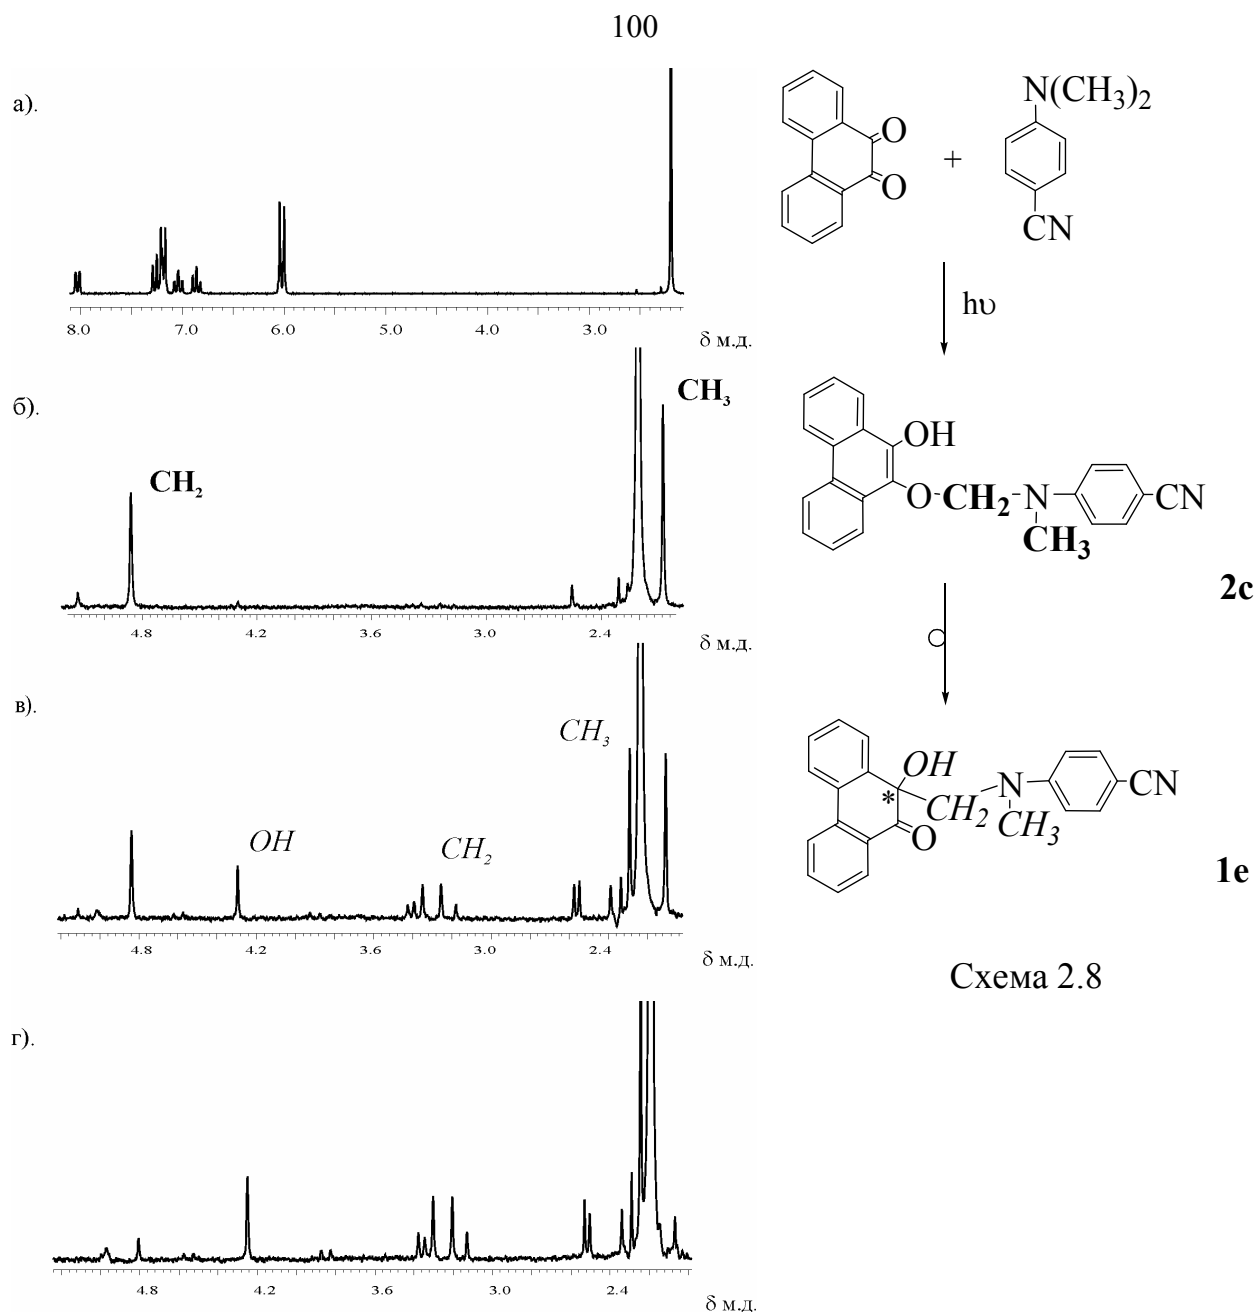 100
а).
8.0 7.0 6.0 5.0 4.0 3.0
δ м.д.
б).
CH2
CH3
4.8 4.2 3.6 3.0 2.4
δ м.д.
в).
OH
CH2
CH3
4.8 4.2 3.6 3.0 2.4
δ м.д.
г).
4.8 4.2 3.6 3.0 2.4
δ м.д.
O
O
+
N(CH3)2
CN
hυ
OH
O-CH2-N
CH3
CN
2c
OH
*
O
CH2
N
CH3
CN
1e
Схема 2.8